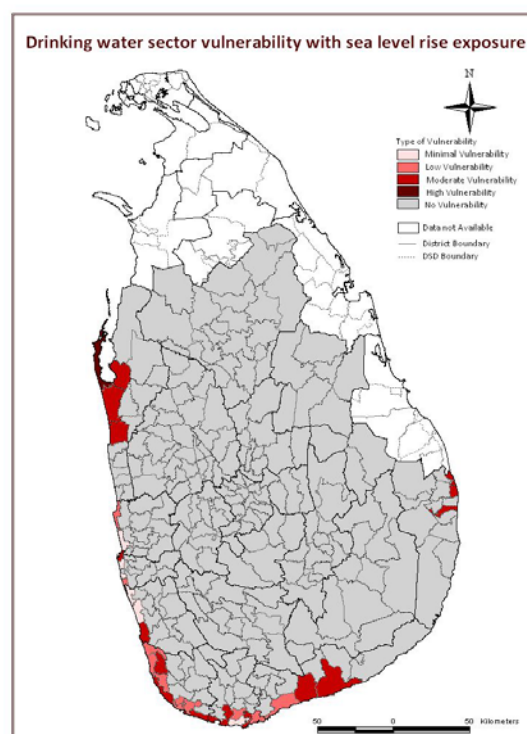 Drinking water sector vulnerability with sea level rise exposure
N
Type of Vulnerability
Minimal Vulnerability
Low Vulnerability
Moderate Vulnerability
High Vulnerability
No Vulnerability
Data not Available
District Boundary
DSD Boundary
50 0 50 Kilometers